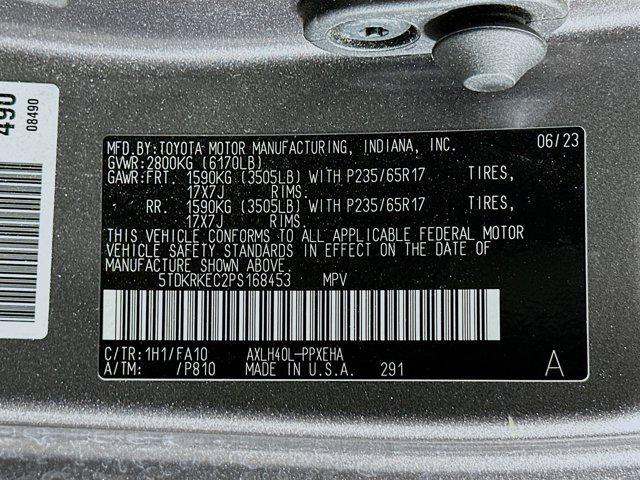 490
08490
MFD.BY:TOYOTA MOTOR MANUFACTURING, INDIANA, INC. 06/23
GVWR:2800KG (6170LB)
GAWR:FRT. 1590KG (3505LB) WITH P235/65R17 TIRES,
17X7J RIMS.
RR. 1590KG (3505LB) WITH P235/65R17 TIRES,
17X7J RIMS.
THIS VEHICLE CONFORMS TO ALL APPLICABLE FEDERAL MOTOR
VEHICLE SAFETY STANDARDS IN EFFECT ON THE DATE OF
MANUFACTURE SHOWN ABOVE.
5TDKRKEC2PS168453 MPV
C/TR:1H1/FA10 AXLH40L-PPXEHA
A/TM: /P810 MADE IN U.S.A. 291 A